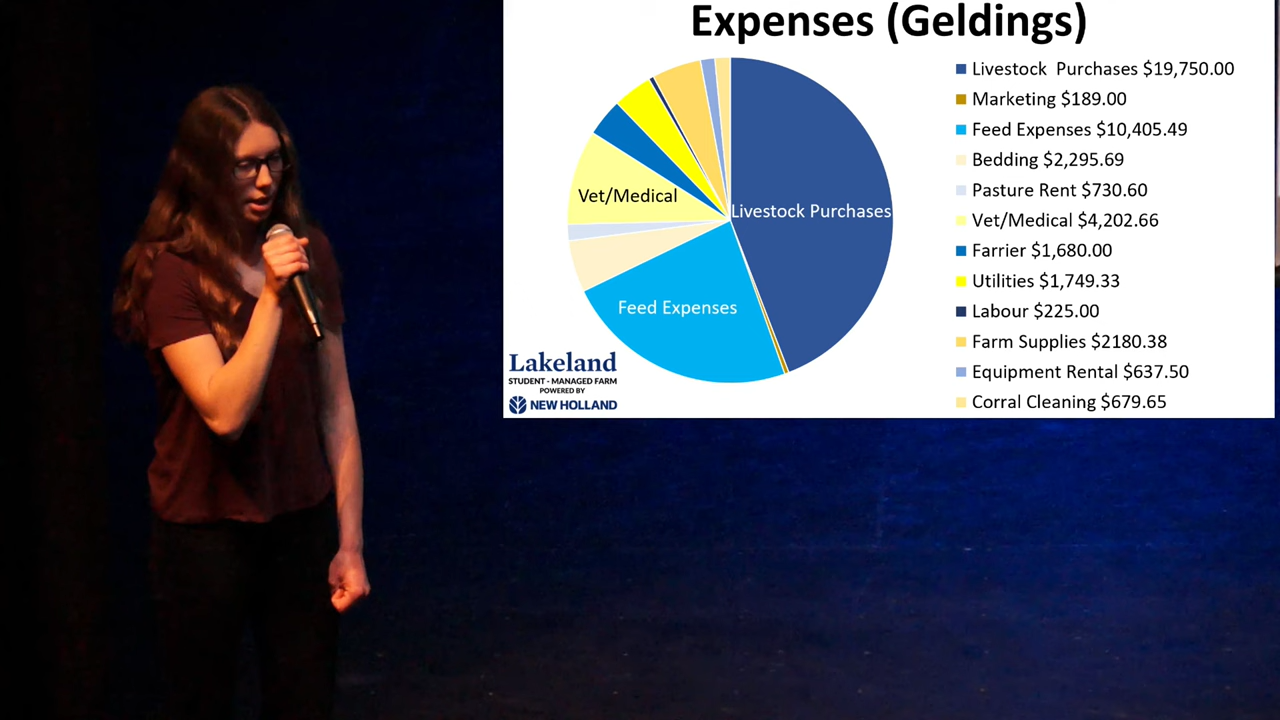 Expenses (Geldings)
Livestock Purchases $19,750.00
Marketing $189.00
Feed Expenses $10,405.49
Bedding $2,295.69
Pasture Rent $730.60
Vet/Medical $4,202.66
Farrier $1,680.00
Utilities $1,749.33
Labour $225.00
Farm Supplies $2180.38
Equipment Rental $637.50
Corral Cleaning $679.65
Vet/Medical
Livestock Purchases
Feed Expenses
Lakeland
STUDENT - MANAGED FARM
POWERED BY
NEW HOLLAND